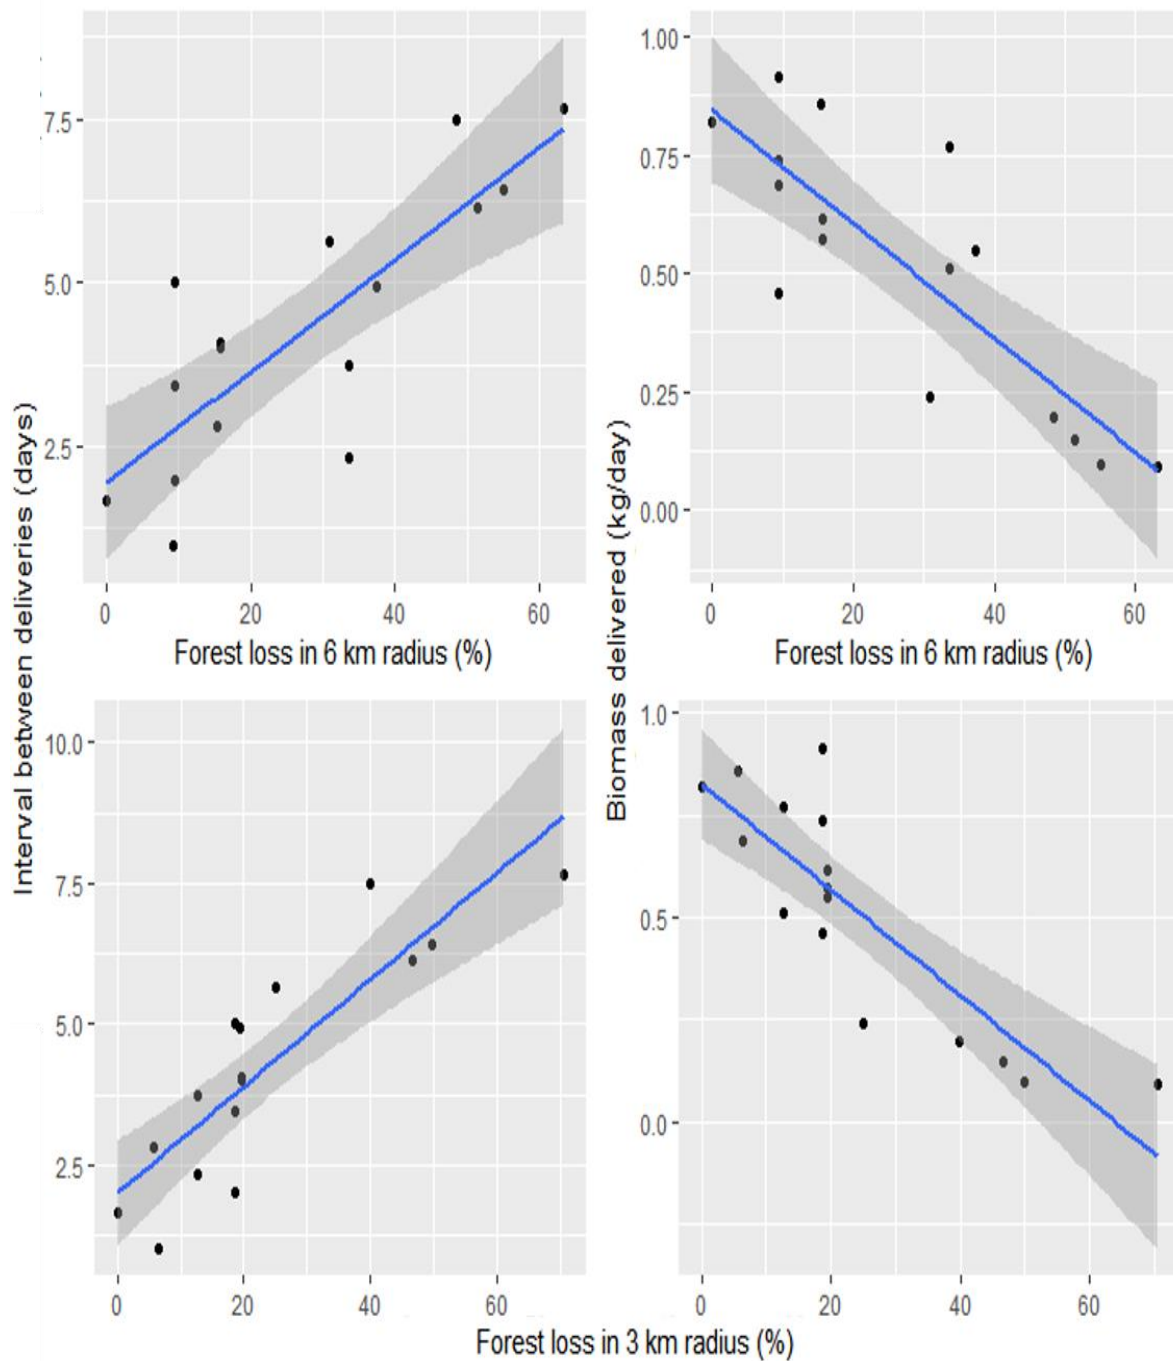 Interval between deliveries (days)
7.5
5.0
2.5
0 20 40 60
Forest loss in 6 km radius (%)
Biomass delivered (kg/day)
1.00
0.75
0.50
0.25
0.00
0 20 40 60
Forest loss in 6 km radius (%)
10.0
7.5
5.0
2.5
0 20 40 60
1.0
0.5
0.0
0 20 40 60
Forest loss in 3 km radius (%)